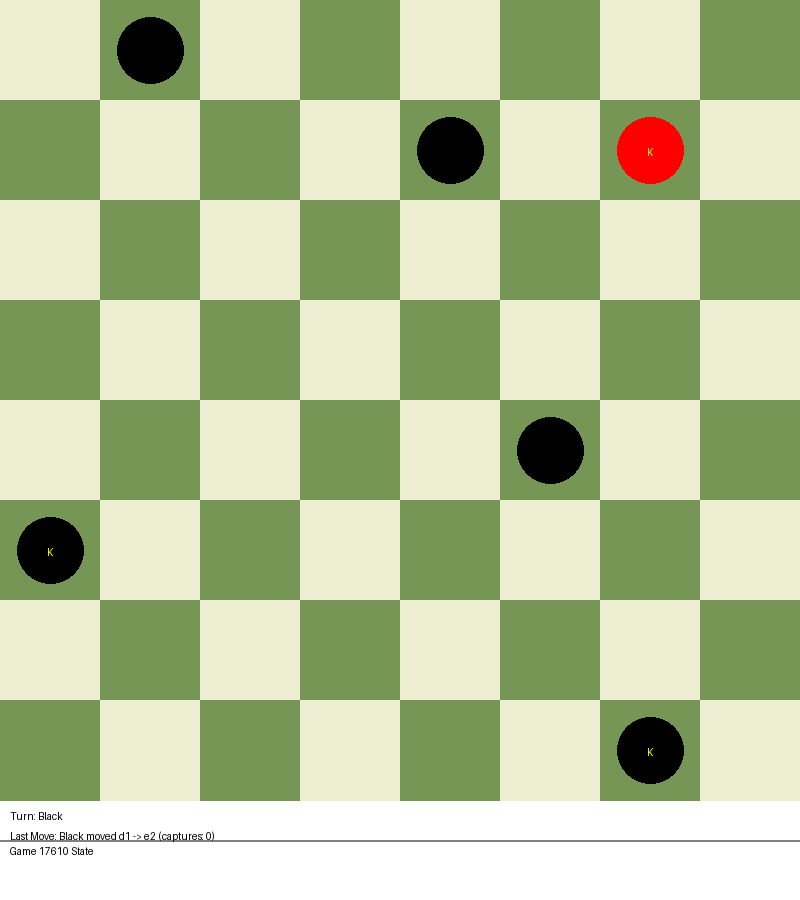 K
K
K
Turn: Black
Last Move: Black moved d1 -> e2 (captures: 0)
Game 17610 State